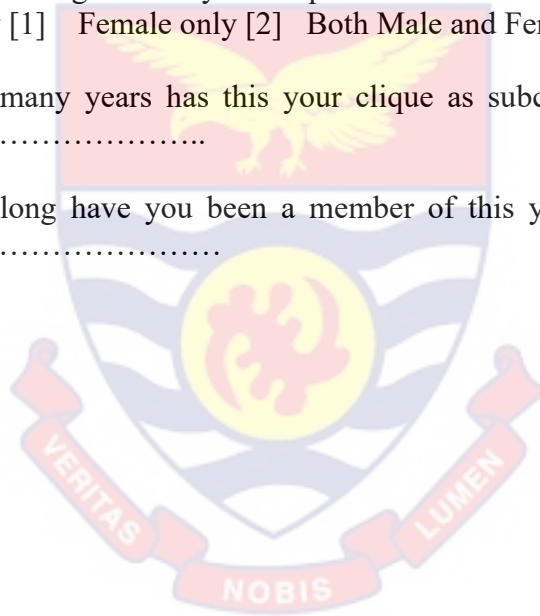 [1] Female only [2] Both Male and Fe
many years has this your clique as subc
………………..
long have you been a member of this y
…………………
VERITAS
NOBIS
LUMEN